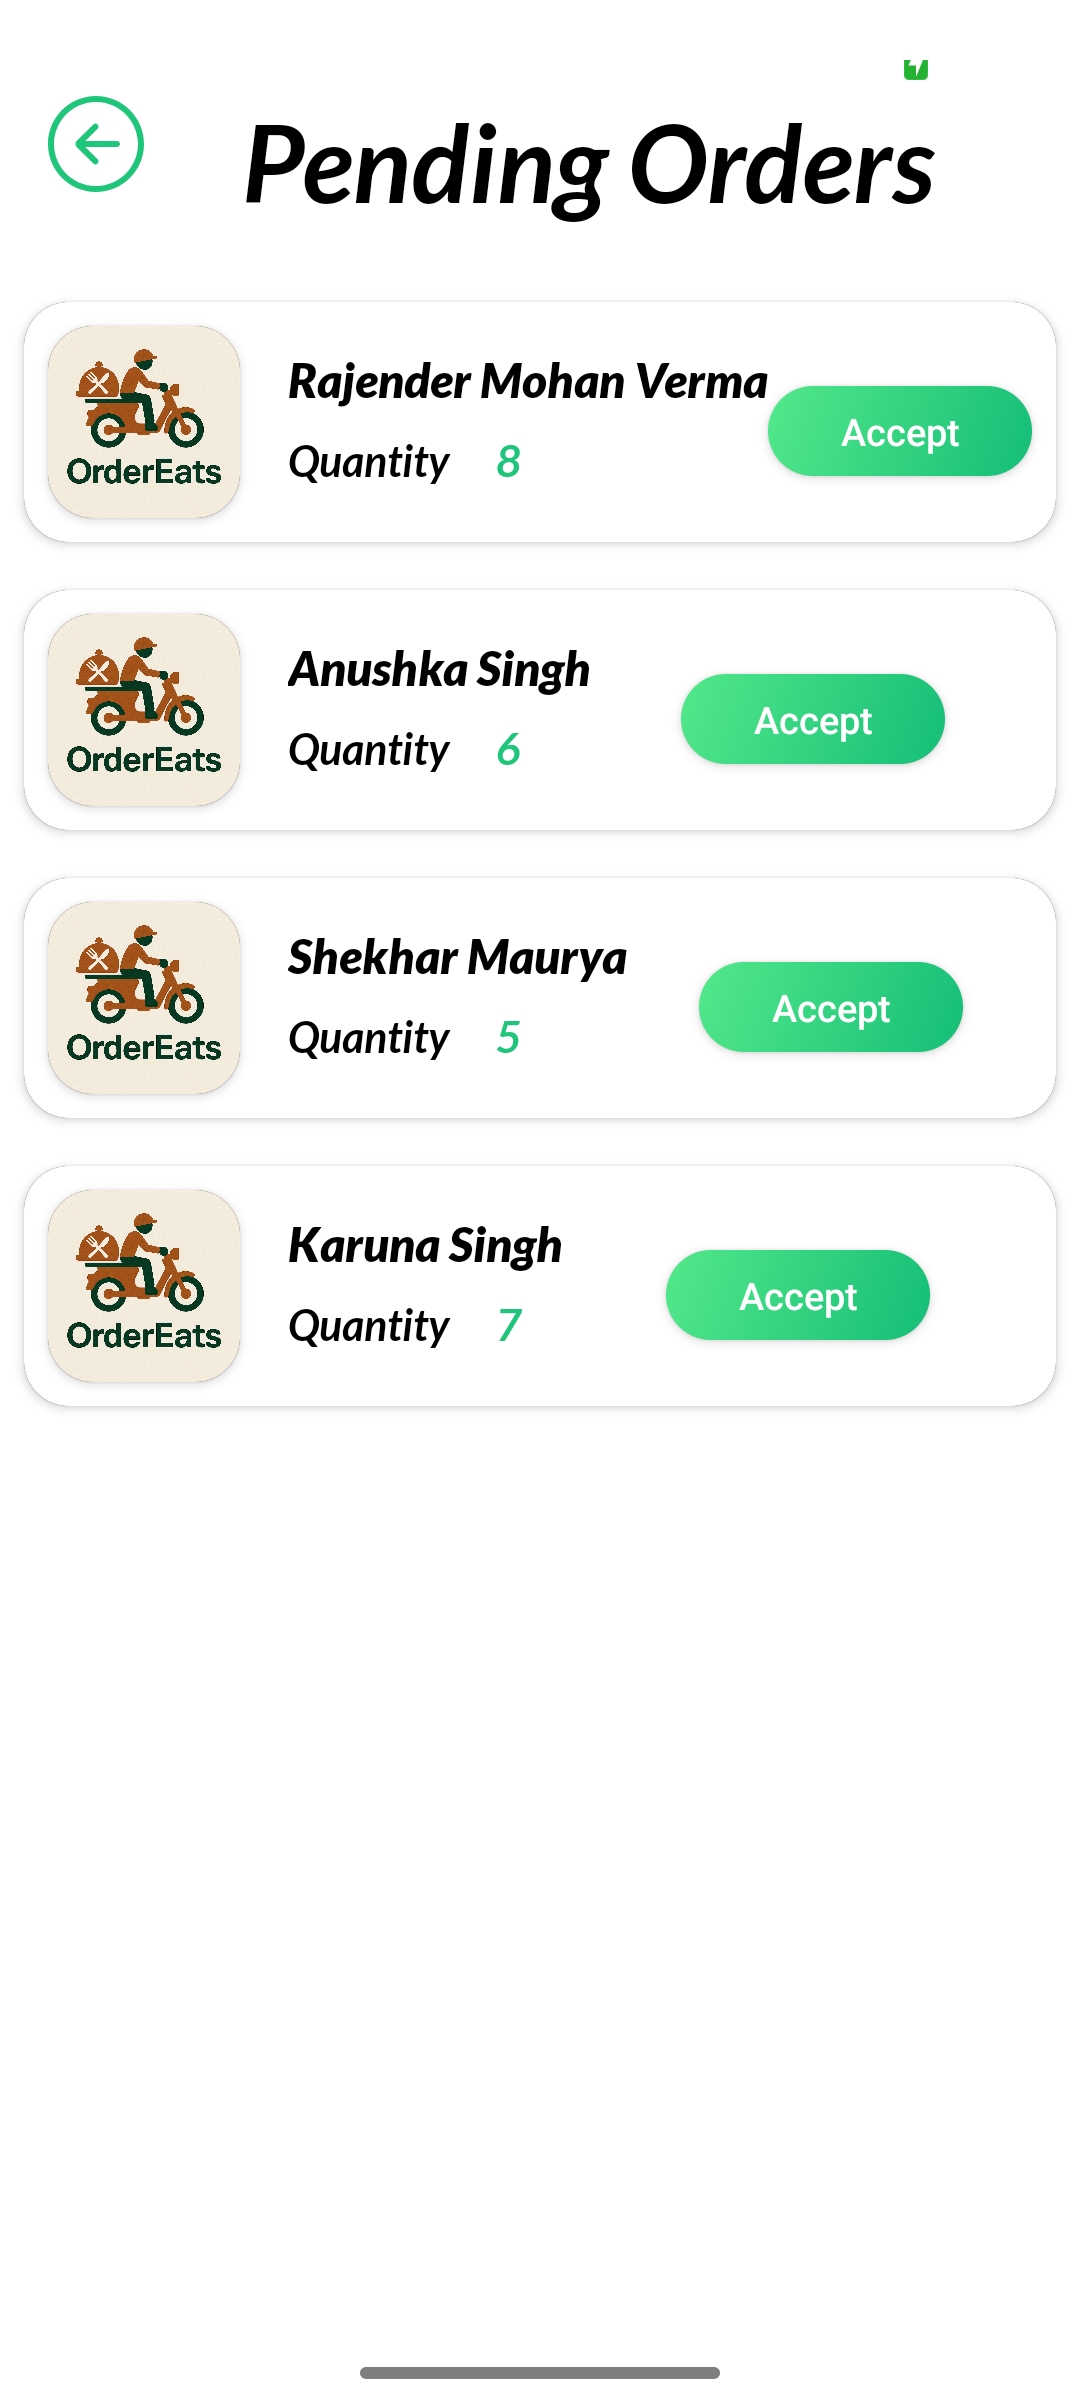 Pending Orders
OrderEats
Rajender Mohan Verma
Quantity 8
Accept
OrderEats
Anushka Singh
Quantity 6
Accept
OrderEats
Shekhar Maurya
Quantity 5
Accept
OrderEats
Karuna Singh
Quantity 7
Accept